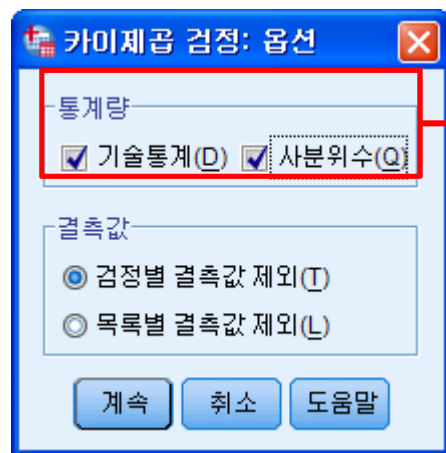 카이제곱 검정: 옵션
통계량
기술통계(D) 사분위수(Q)
결측값
검정별 결측값 제외(T)
목록별 결측값 제외(L)
계속 취소 도움말